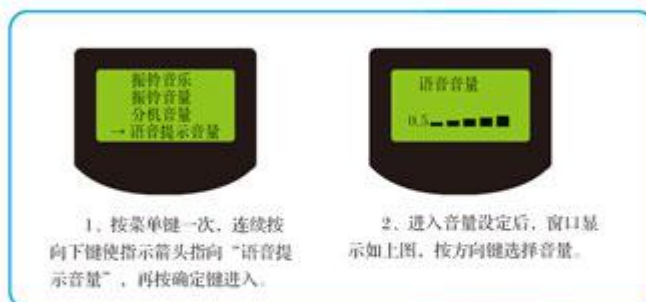 振铃音乐
振铃音量
分机音量
→语音提示音量
语音音量
0.5
1、按菜单键一次，连续按
向下键使指示箭头指向“语音提
示音量”，再按确定键进入。
2、进入音量设定后，窗口显
示如上图，按方向键选择音量。